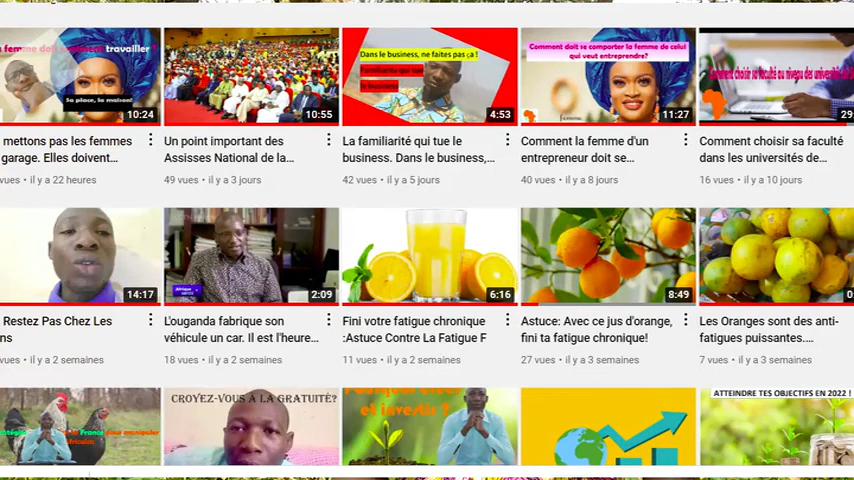 femme doit vraiment travailler !
Sa place, la maison!
10:24
10:55
Dans le business, ne faites pas ça !
Familiarité qui tue
le business
4:53
Comment doit se comporter la femme de celui
qui veut entreprendre?
11:27
Comment choisir sa faculté au niveau des universités de
29
mettons pas les femmes
garage. Elles doivent…
vues • il y a 22 heures
Un point important des
Assisses National de la…
49 vues • il y a 3 jours
La familiarité qui tue le
business. Dans le business,…
42 vues • il y a 5 jours
Comment la femme d'un
entrepreneur doit se…
40 vues • il y a 8 jours
Comment choisir sa faculté
dans les universités de…
16 vues • il y a 10 jours
14:17
2:09
6:16
8:49
Restez Pas Chez Les
ns
vues • il y a 2 semaines
L'ouganda fabrique son
véhicule un car. Il est l'heure…
18 vues • il y a 2 semaines
Fini votre fatigue chronique
:Astuce Contre La Fatigue F
11 vues • il y a 2 semaines
Astuce: Avec ce jus d'orange,
fini ta fatigue chronique!
27 vues • il y a 3 semaines
Les Oranges sont des anti-
fatigues puissantes.…
7 vues • il y a 3 semaines
France pour manipuler
africains
CROYEZ-VOUS A LA GRATUITÉ?
et investir ?
ATTEINDRE TES OBJECTIFS EN 2022 !